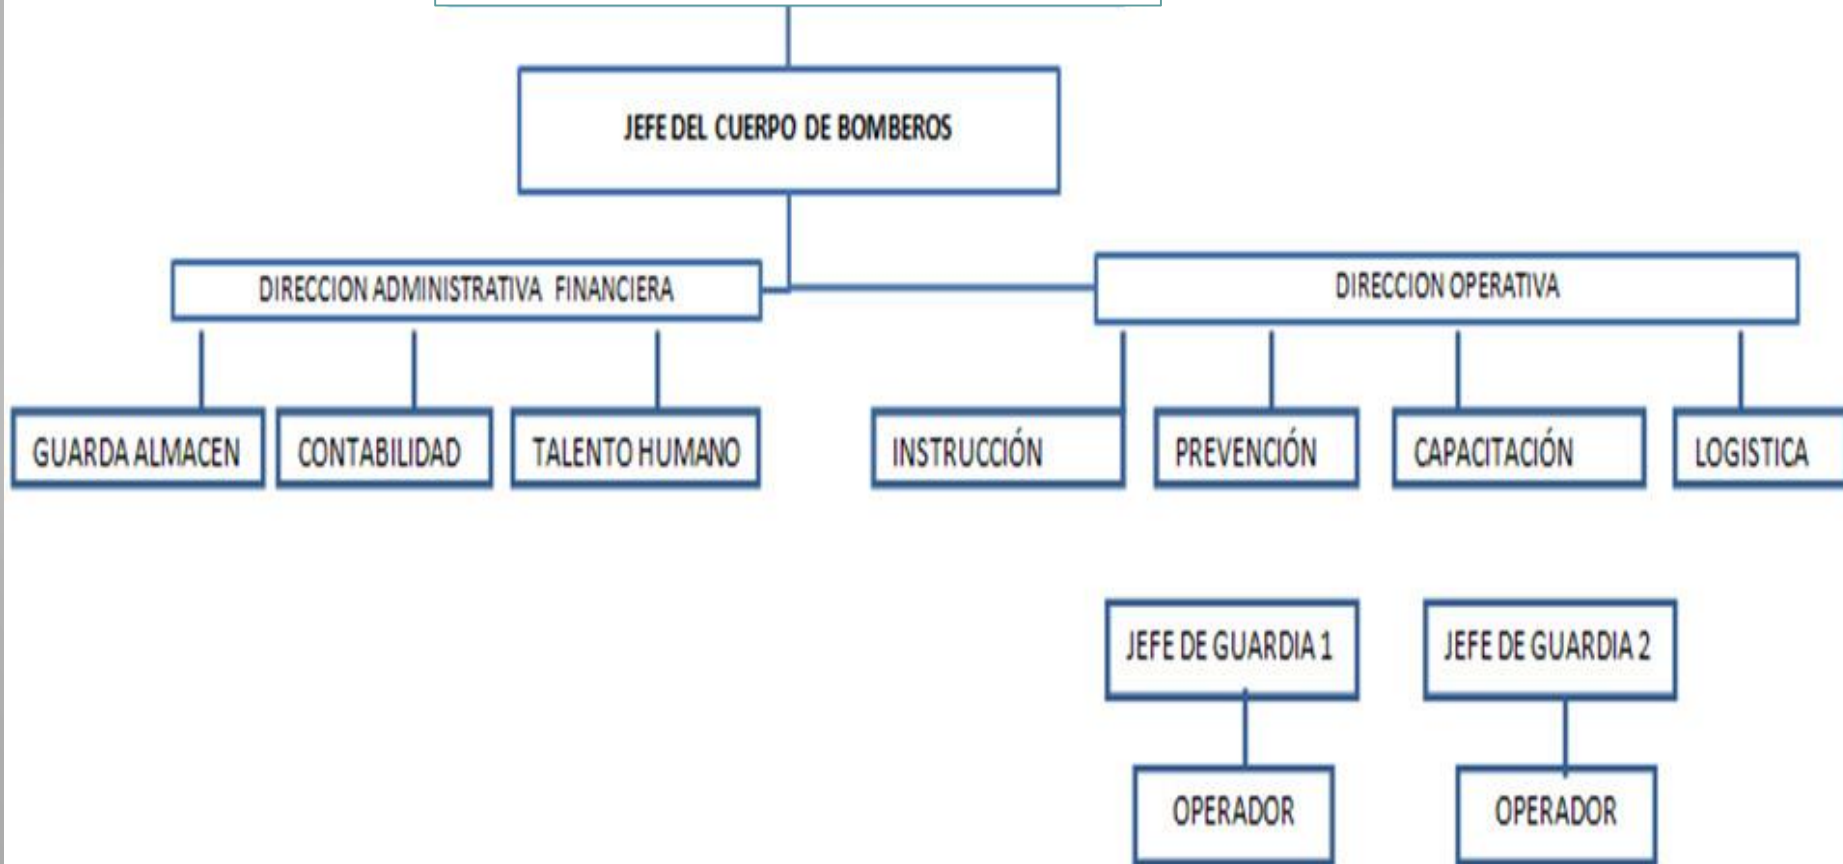 JEFE DEL CUERPO DE BOMBEROS
DIRECCION ADMINISTRATIVA FINANCIERA
DIRECCION OPERATIVA
GUARDA ALMACEN
CONTABILIDAD
TALENTO HUMANO
INSTRUCCIÓN
PREVENCIÓN
CAPACITACIÓN
LOGISTICA
JEFE DE GUARDIA 1
JEFE DE GUARDIA 2
OPERADOR
OPERADOR